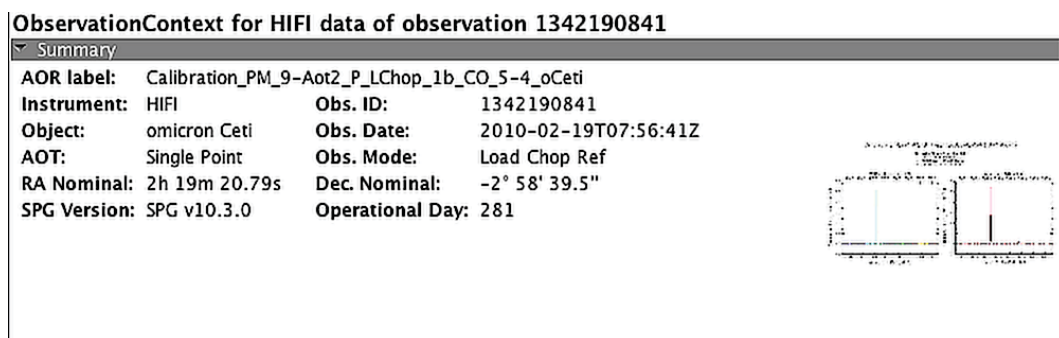 ObservationContext for HIFI data of observation 1342190841
Summary
AOR label: Calibration_PM_9-Aot2_P_LChop_1b_CO_5-4_oCeti
Instrument: HIFI Obs. ID: 1342190841
Object: omicron Ceti Obs. Date: 2010-02-19T07:56:41Z
AOT: Single Point Obs. Mode: Load Chop Ref
RA Nominal: 2h 19m 20.79s Dec. Nominal: -2° 58' 39.5"
SPG Version: SPG v10.3.0 Operational Day: 281